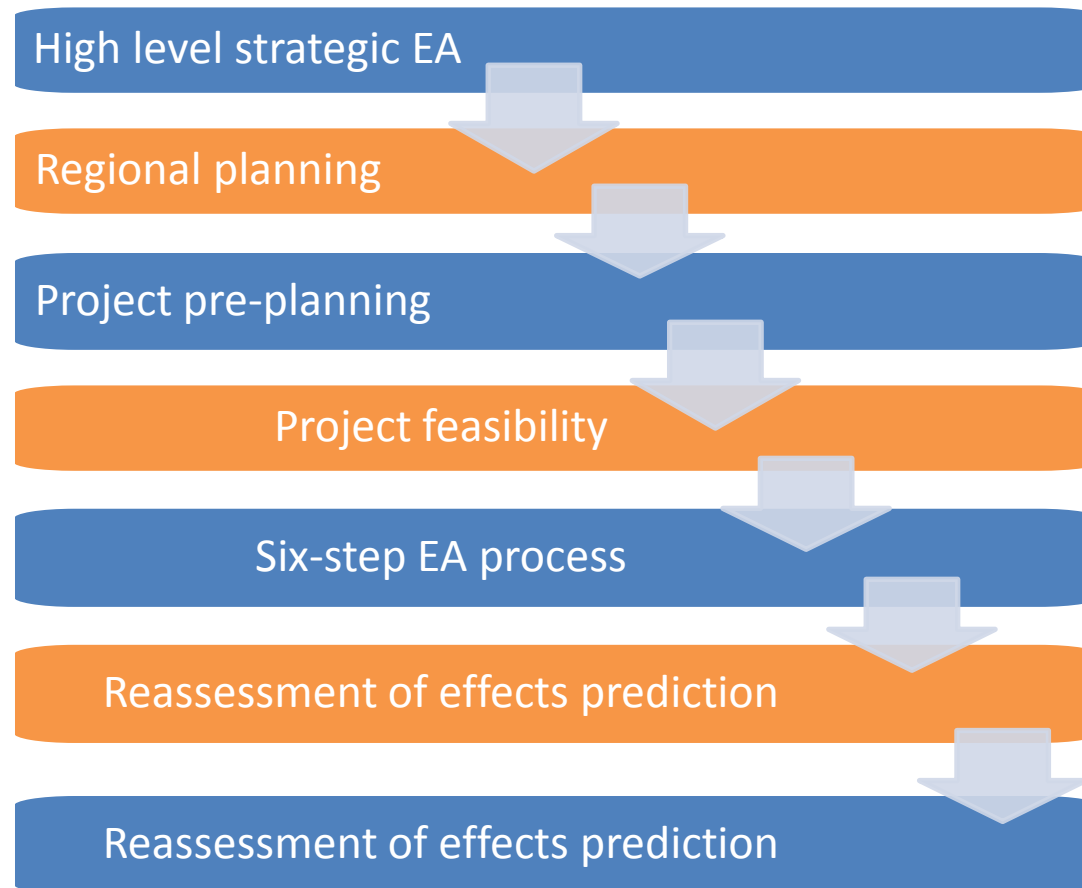 High level strategic EA
Regional planning
Project pre-planning
Project feasibility
Six-step EA process
Reassessment of effects prediction
Reassessment of effects prediction